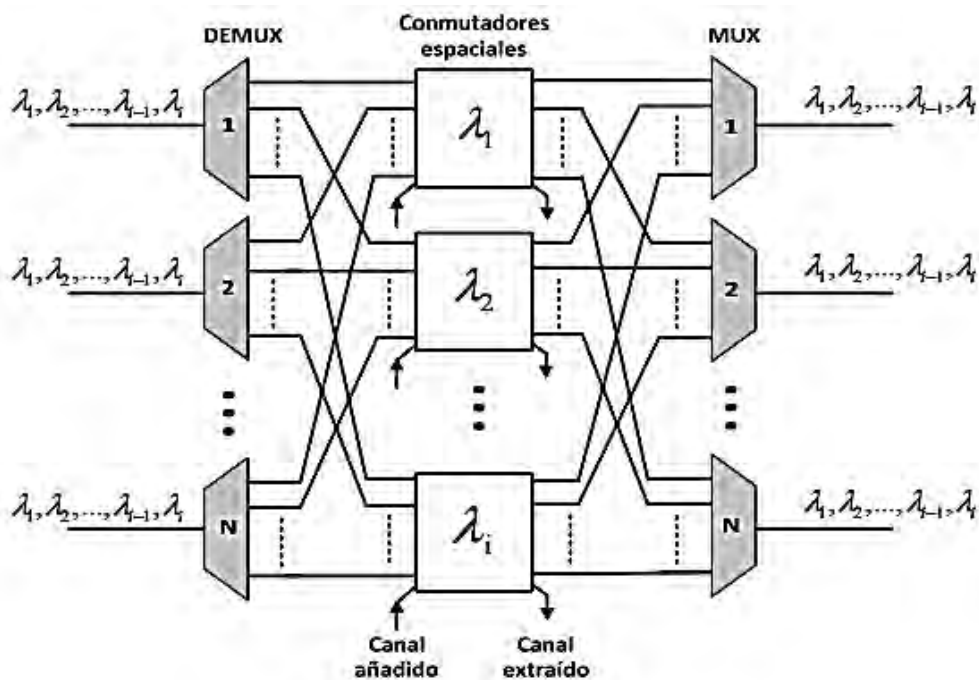 DEMUX
Conmutadores
espaciales
MUX
λ₁, λ₂,..., λᵢ₋₁, λᵢ
1
λ₁
1
λ₁, λ₂,..., λᵢ₋₁, λᵢ
λ₁, λ₂,..., λᵢ₋₁, λᵢ
2
λ₂
2
λ₁, λ₂,..., λᵢ₋₁, λᵢ
λ₁, λ₂,..., λᵢ₋₁, λᵢ
N
λᵢ
N
λ₁, λ₂,..., λᵢ₋₁, λᵢ
Canal
añadido
Canal
extraído